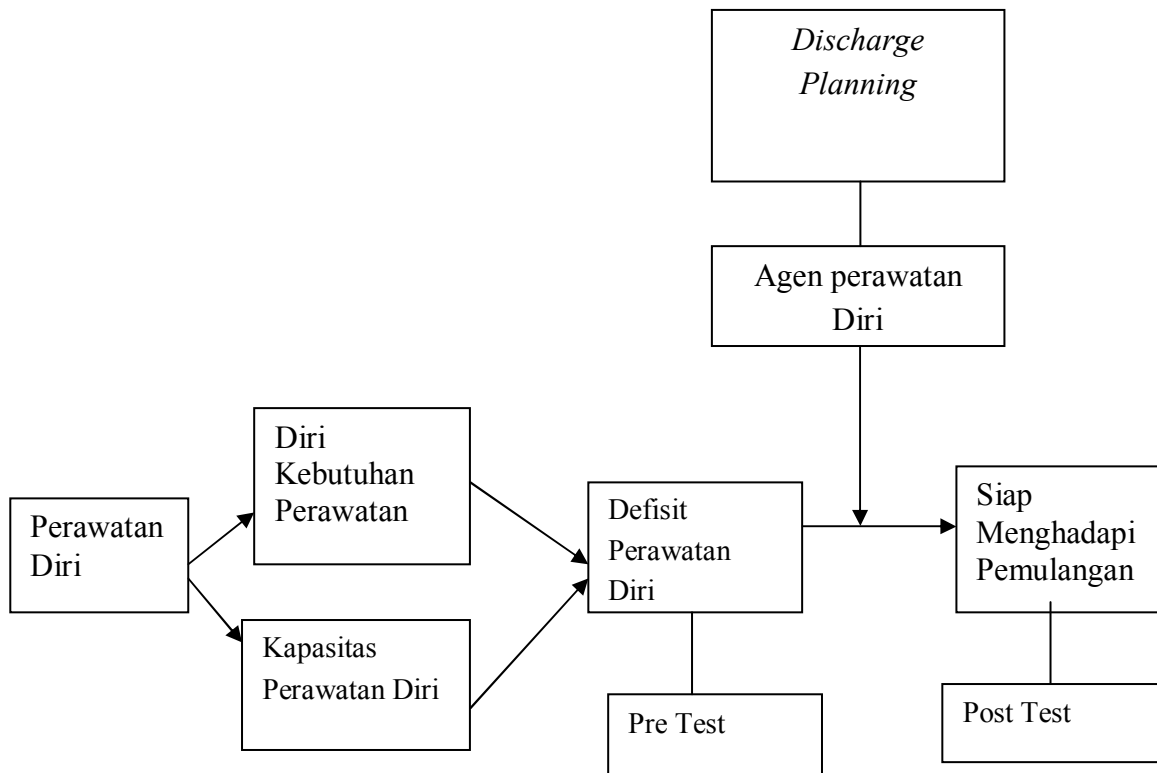 Discharge
Planning
Agen perawatan
Diri
Diri
Kebutuhan
Perawatan
Perawatan
Diri
Kapasitas
Perawatan Diri
Defisit
Perawatan
Diri
Siap
Menghadapi
Pemulangan
Pre Test
Post Test